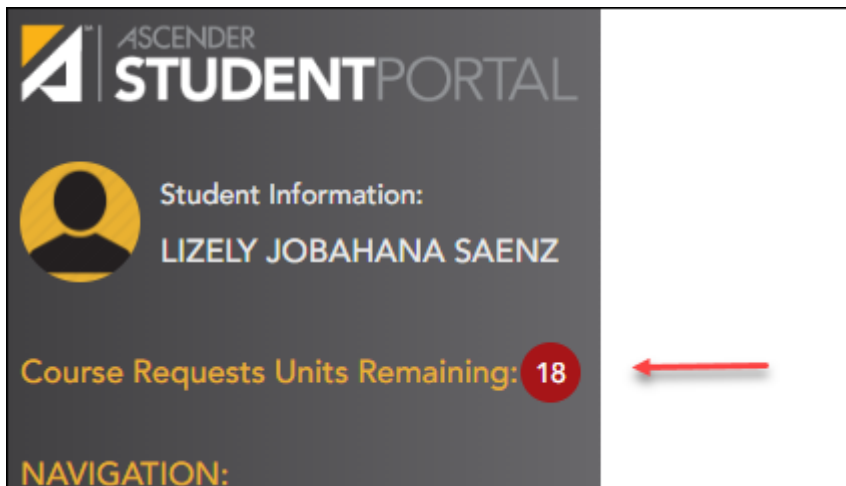 ASCENDER
STUDENTPORTAL
Student Information:
LIZELY JOBAHANA SAENZ
Course Requests Units Remaining: 18
NAVIGATION: